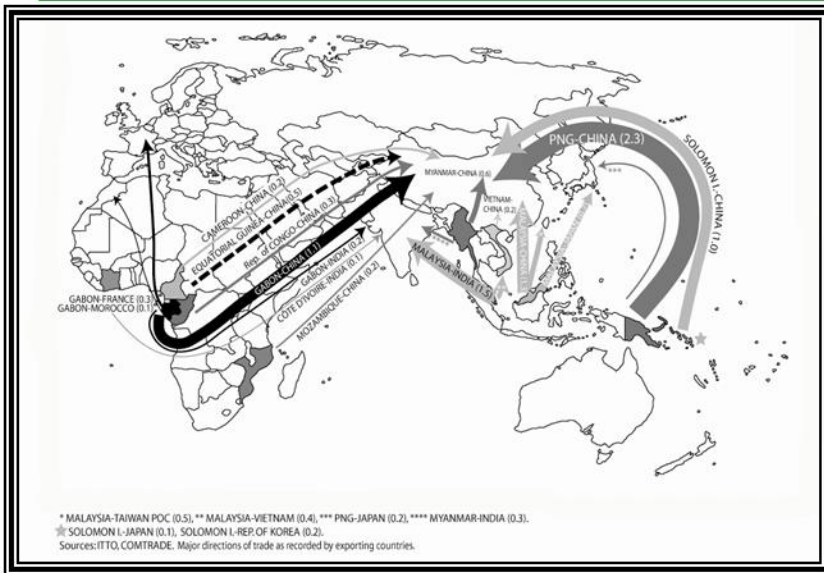 CAMEROON-CHINA (0.2)
EQUATORIAL GUINEA-CHINA(0.5)
Rep. of CONGO-CHINA (0.3)
GABON-CHINA (1.1)
GABON-INDIA (0.2)
CÔTE D'IVOIRE-INDIA (0.1)
MOZAMBIQUE-CHINA (0.2)
GABON-FRANCE (0.3)
GABON-MOROCCO (0.1)
MYANMAR-CHINA (0.6)
VIETNAM-
CHINA (0.2)
****
MALAYSIA-INDIA (1.5)
PNG-CHINA (2.3)
SOLOMON I.-CHINA (1.0)
***
* MALAYSIA-TAIWAN POC (0.5), ** MALAYSIA-VIETNAM (0.4), *** PNG-JAPAN (0.2), **** MYANMAR-INDIA (0.3).
SOLOMON I.-JAPAN (0.1), SOLOMON I.-REP. OF KOREA (0.2).
Sources: ITTO, COMTRADE. Major directions of trade as recorded by exporting countries.